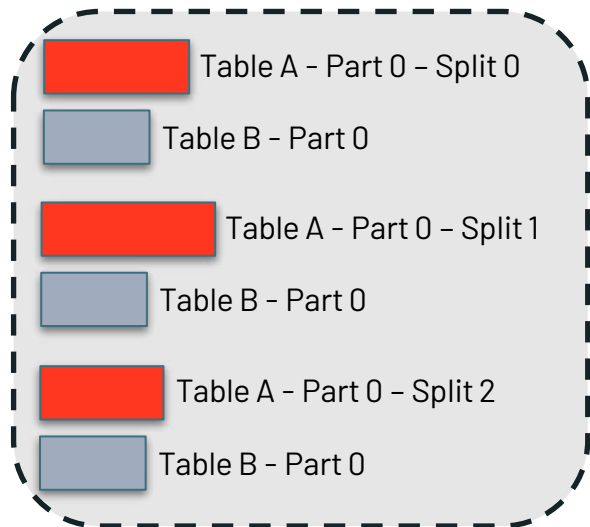 Table A - Part 0 – Split 0
Table B - Part 0
Table A - Part 0 – Split 1
Table B - Part 0
Table A - Part 0 – Split 2
Table B - Part 0